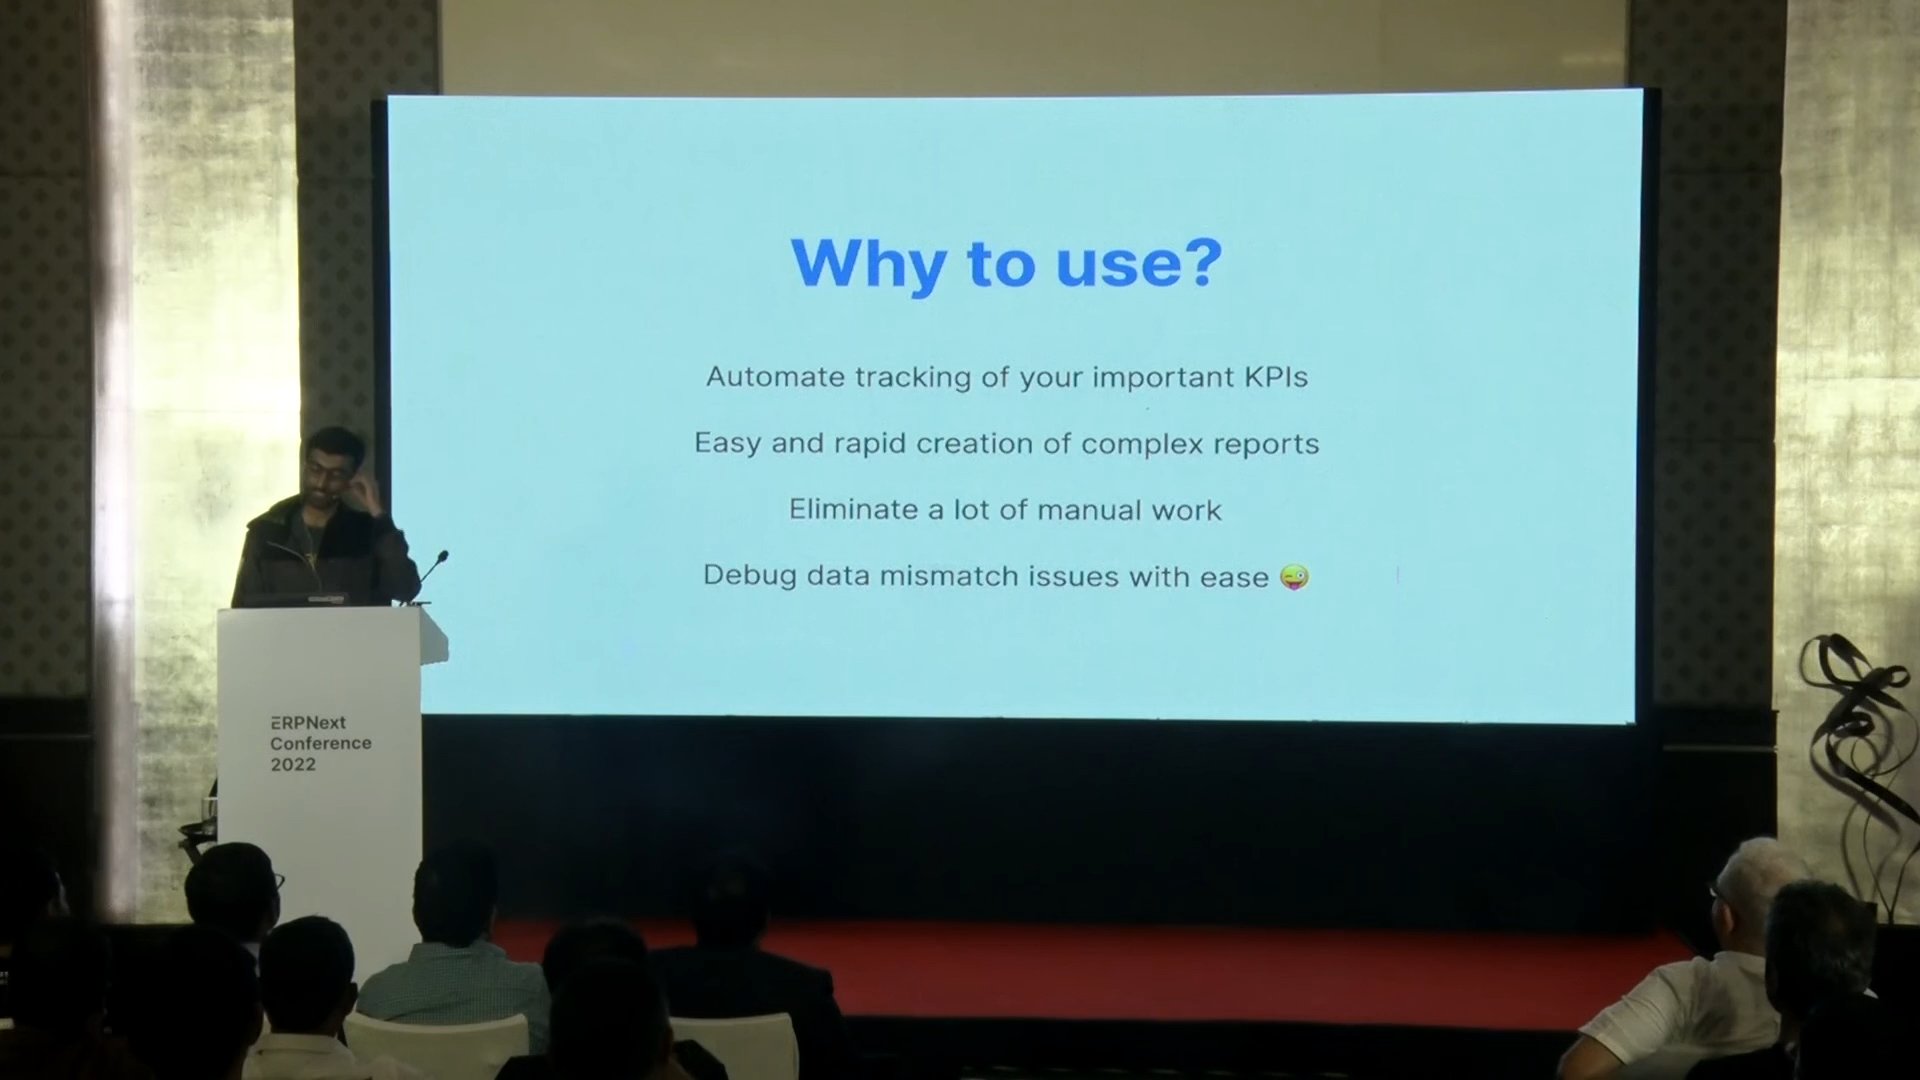 Why to use?
Automate tracking of your important KPIs
Easy and rapid creation of complex reports
Eliminate a lot of manual work
Debug data mismatch issues with ease 😜
ERPNext
Conference
2022